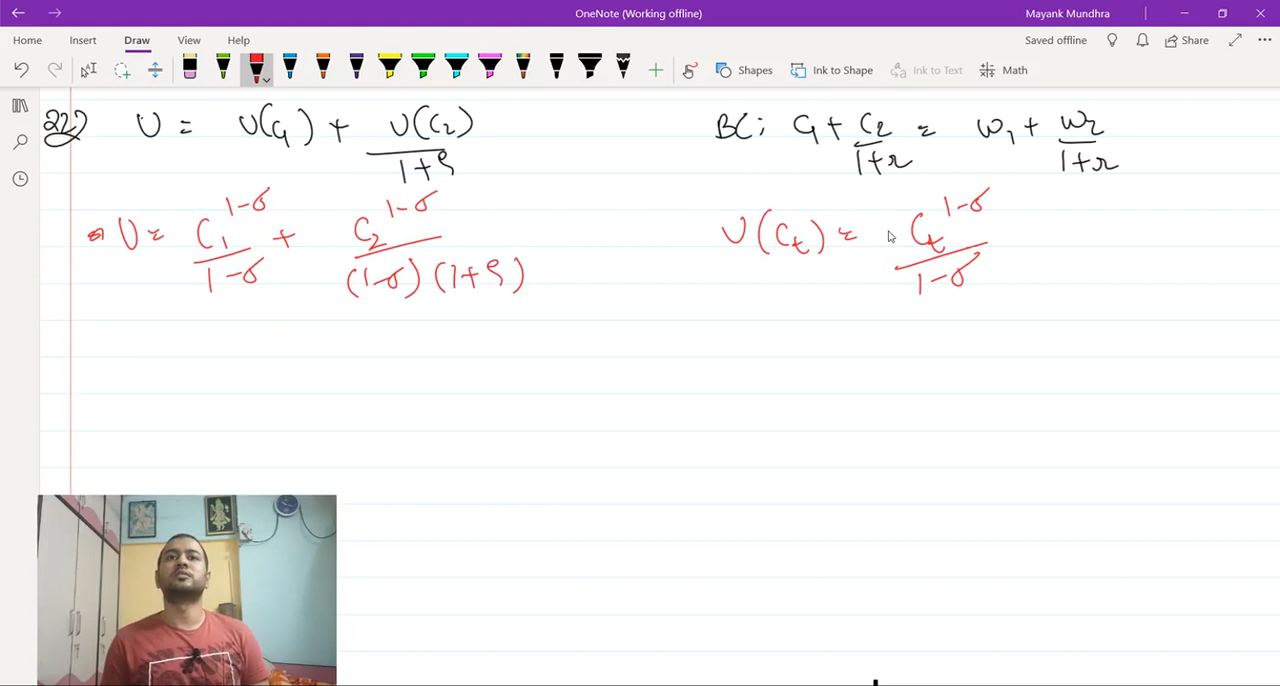 OneNote (Working offline)
Mayank Mundhra
Home Insert Draw View Help
Saved offline
Share
Shapes
Ink to Shape
Ink to Text
Math
22) U = U(C1) + U(C2)/(1+ρ)
BC: C1 + C2/(1+r) = W1 + W2/(1+r)
U = C1^(1-σ)/(1-σ) + C2^(1-σ)/((1-σ)(1+ρ))
U(Ct) = Ct^(1-σ)/(1-σ)